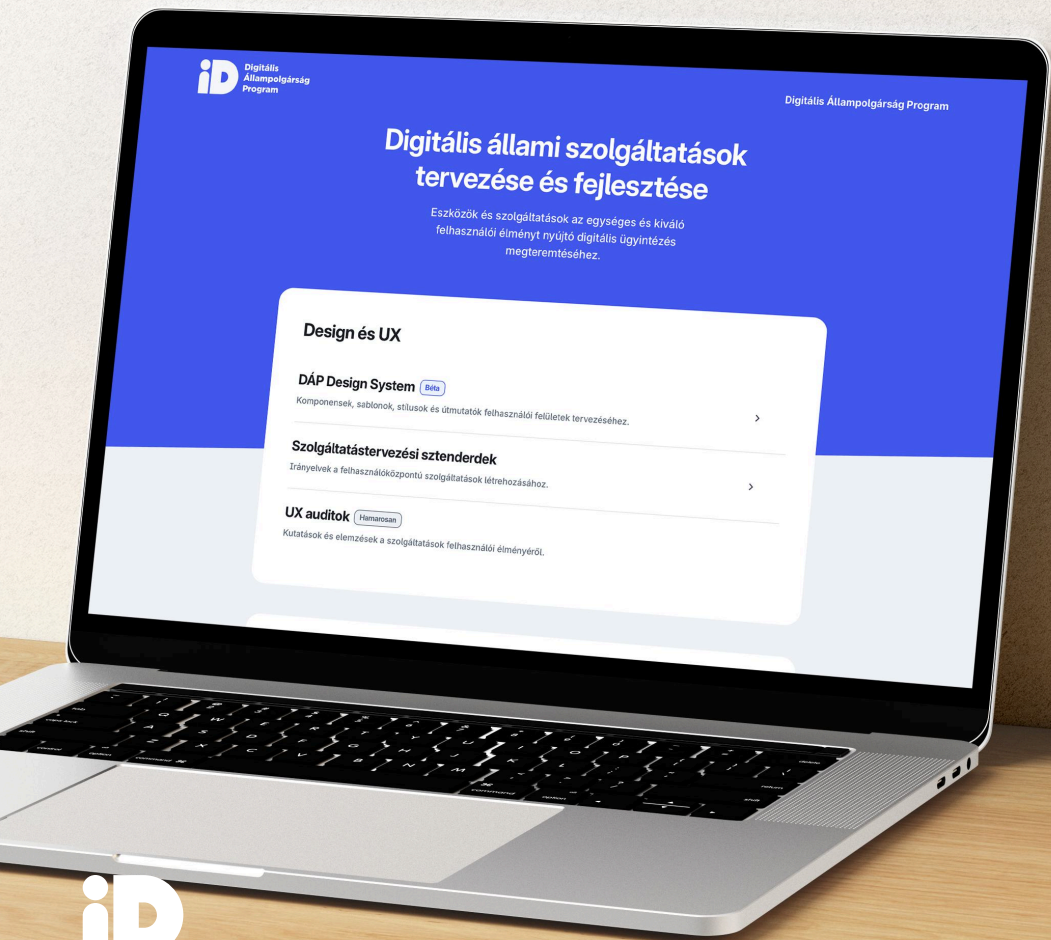 iD
Digitális
Állampolgárság
Program
Digitális Állampolgárság Program
Digitális állami szolgáltatások
tervezése és fejlesztése
Eszközök és szolgáltatások az egységes és kiváló
felhasználói élményt nyújtó digitális ügyintézés
megteremtéséhez.
Design és UX
DÁP Design System Béta
Komponensek, sablonok, stílusok és útmutatók felhasználói felületek tervezéséhez.
Szolgáltatástervezési sztenderdek
Irányelvek a felhasználóközpontú szolgáltatások létrehozásához.
UX auditok Hamarosan
Kutatások és elemzések a szolgáltatások felhasználói élményéről.
iD